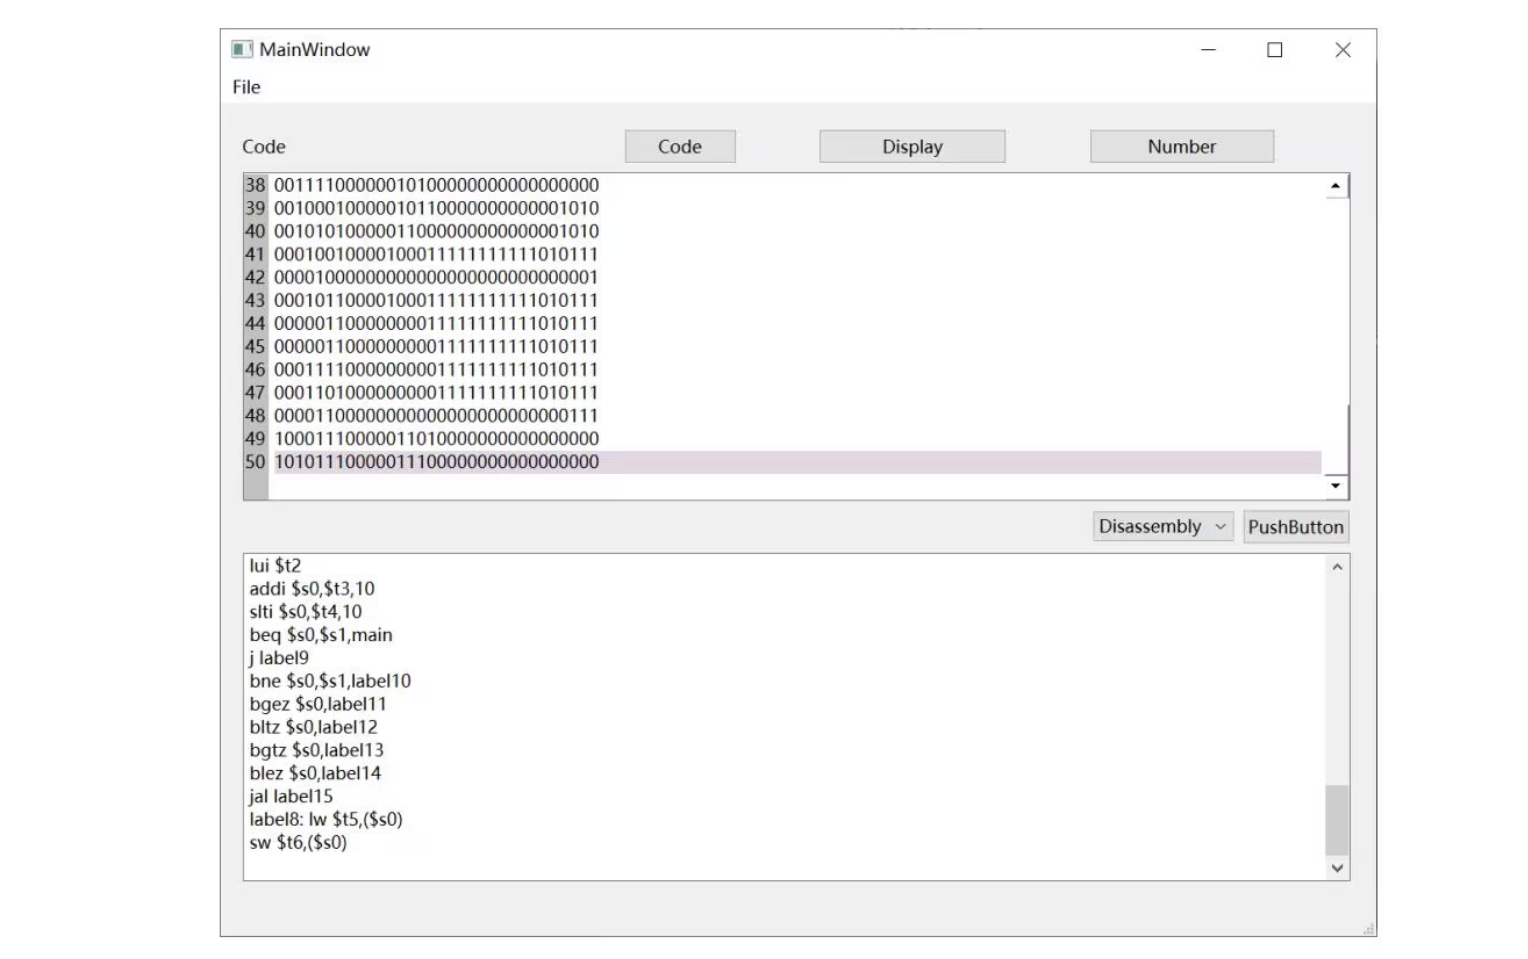 MainWindow
File
Code Code Display Number
38 00111100000010100000000000000000
39 00100010000010110000000000001010
40 00101010000011000000000000001010
41 00010010000100011111111111010111
42 00001000000000000000000000000001
43 00010110000100011111111111010111
44 00000110000000011111111111010111
45 00000110000000001111111111010111
46 00011110000000001111111111010111
47 00011010000000001111111111010111
48 00001100000000000000000000000111
49 10001110000011010000000000000000
50 10101110000011100000000000000000
Disassembly PushButton
lui $t2
addi $s0,$t3,10
slti $s0,$t4,10
beq $s0,$s1,main
j label9
bne $s0,$s1,label10
bgez $s0,label11
bltz $s0,label12
bgtz $s0,label13
blez $s0,label14
jal label15
label8: lw $t5,($s0)
sw $t6,($s0)